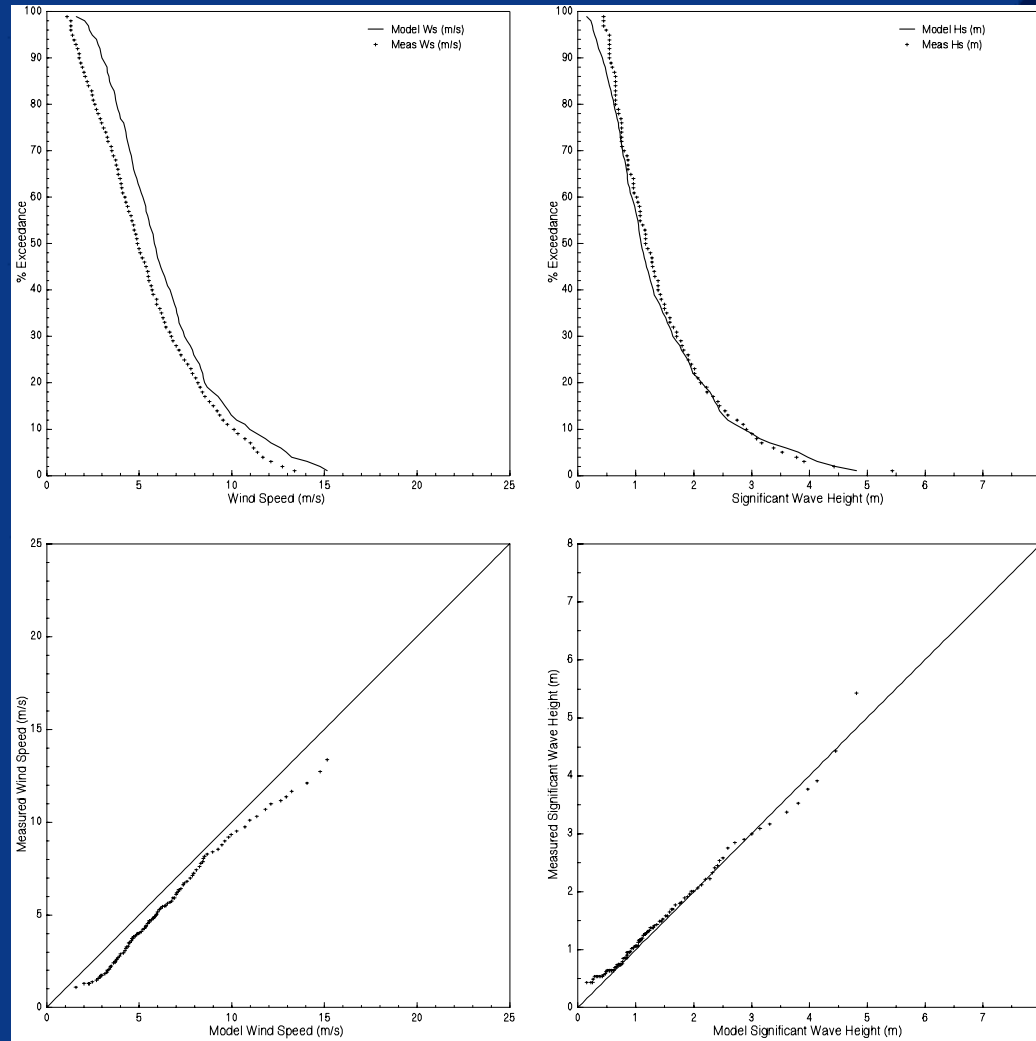 100
90
80
70
60
50
40
30
20
10
0
% Exceedance
Model Ws (m/s)
Meas Ws (m/s)
0 5 10 15 20 25
Wind Speed (m/s)
100
90
80
70
60
50
40
30
20
10
0
% Exceedance
Model Hs (m)
Meas Hs (m)
0 1 2 3 4 5 6 7
Significant Wave Height (m)
25
20
15
10
5
0
Measured Wind Speed (m/s)
0 5 10 15 20 25
Model Wind Speed (m/s)
8
7
6
5
4
3
2
1
0
Measured Significant Wave Height (m)
0 1 2 3 4 5 6 7
Model Significant Wave Height (m)